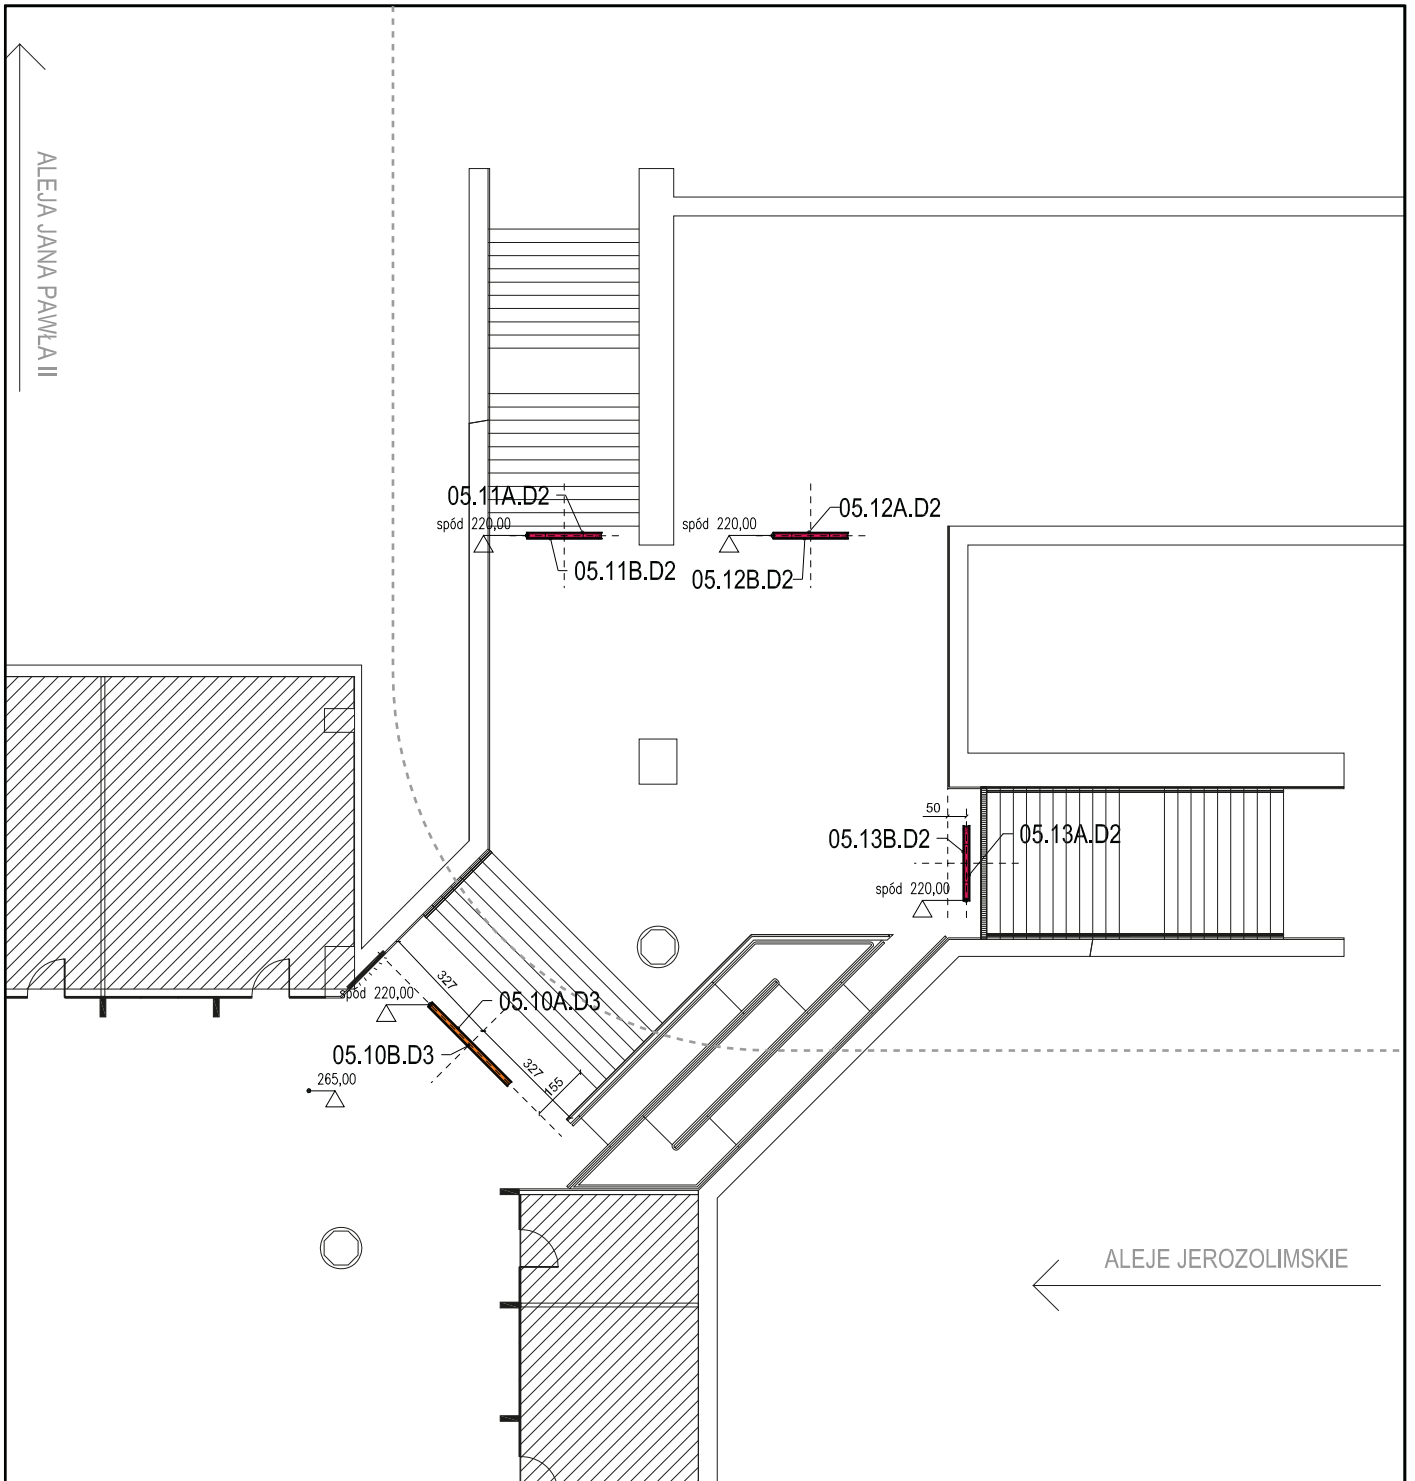 ALEJA JANA PAWŁA II
05.11A.D2
spód 220,00
05.11B.D2
05.12A.D2
spód 220,00
05.12B.D2
50
05.13B.D2
05.13A.D2
spód 220,00
327
spód 220,00
05.10A.D3
05.10B.D3
327
155
265,00
ALEJE JEROZOLIMSKIE